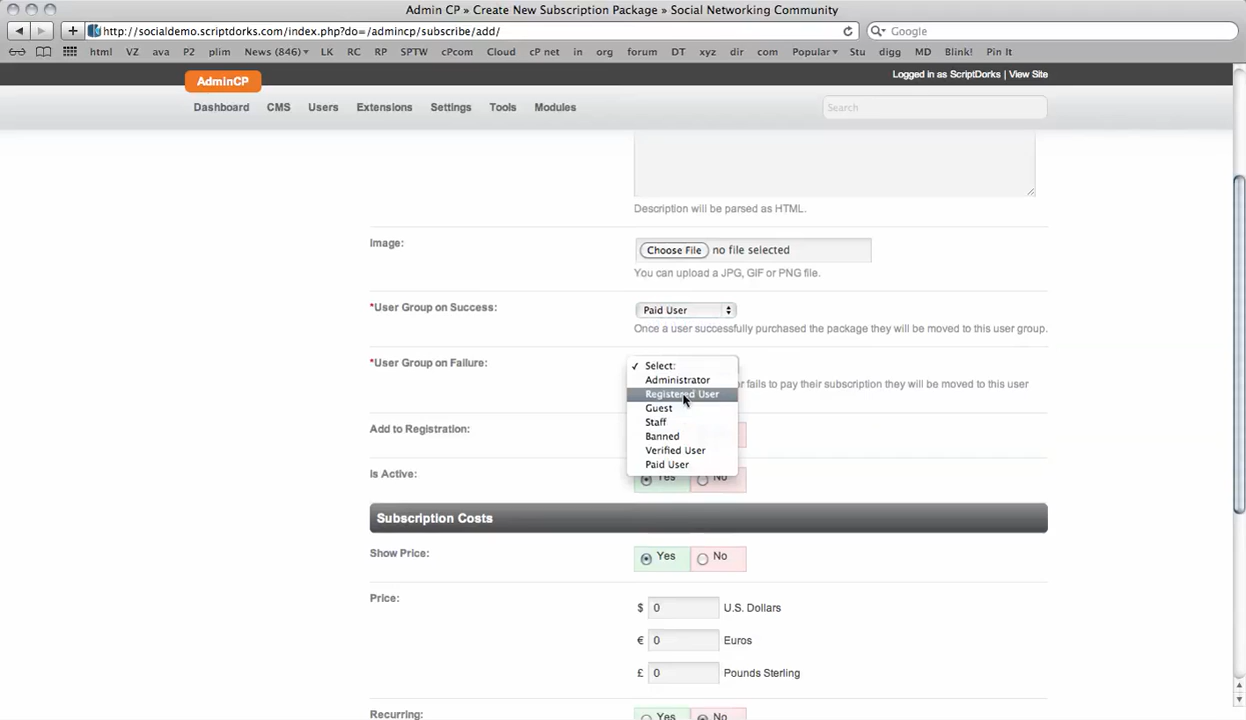 Admin CP » Create New Subscription Package » Social Networking Community
http://socialdemo.scriptdorks.com/index.php?do=/admincp/subscribe/add/
Google
html VZ ava P2 plim News (846) LK RC RP SPTW cPcom Cloud cP net in org forum DT xyz dir com Popular Stu digg MD Blink! Pin It
AdminCP
Logged in as ScriptDorks | View Site
Dashboard CMS Users Extensions Settings Tools Modules
Search
Description will be parsed as HTML.
Image:
Choose File no file selected
You can upload a JPG, GIF or PNG file.
*User Group on Success:
Paid User
Once a user successfully purchased the package they will be moved to this user group.
*User Group on Failure:
✓ Select:
Administrator
or fails to pay their subscription they will be moved to this user
Registered User
Guest
Staff
Banned
Verified User
Paid User
Add to Registration:
Is Active:
Yes No
Subscription Costs
Show Price:
Yes No
Price:
$ 0 U.S. Dollars
€ 0 Euros
£ 0 Pounds Sterling
Recurring:
Yes No